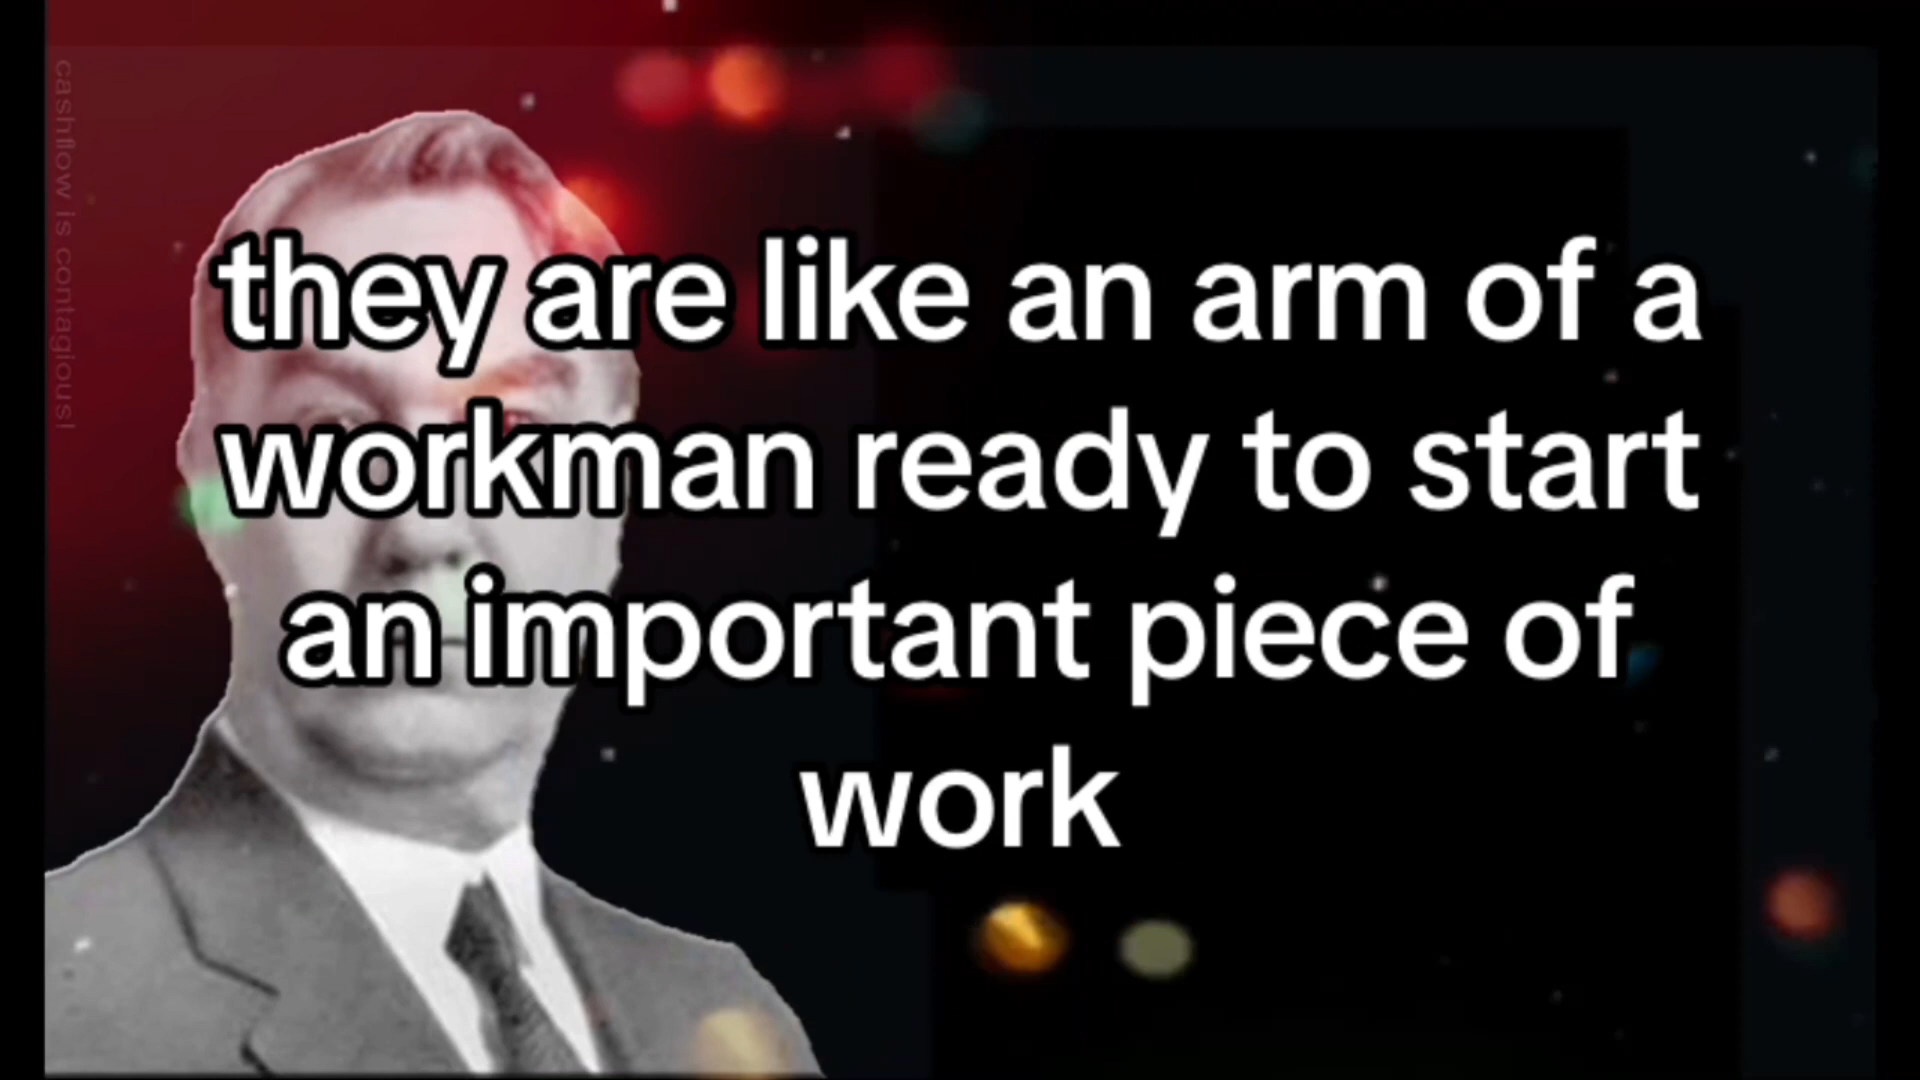 cashflow is contagious!
they are like an arm of a
workman ready to start
an important piece of
work